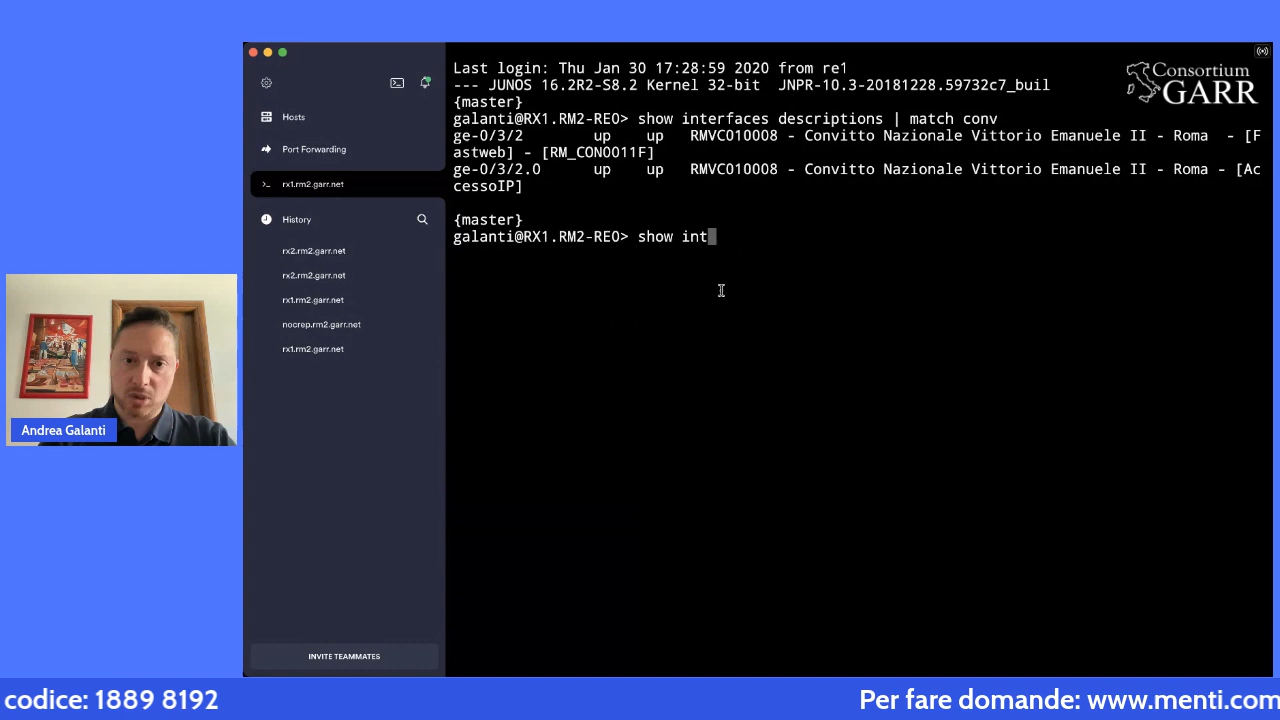 Last login: Thu Jan 30 17:28:59 2020 from re1
--- JUNOS 16.2R2-S8.2 Kernel 32-bit  JNPR-10.3-20181228.59732c7_buil
{master}
galanti@RX1.RM2-RE0> show interfaces descriptions | match conv
ge-0/3/2        up    up   RMVC010008 - Convitto Nazionale Vittorio Emanuele II - Roma  - [F
astweb] - [RM_CON0011F]
ge-0/3/2.0      up    up   RMVC010008 - Convitto Nazionale Vittorio Emanuele II - Roma - [Ac
cessoIP]
{master}
galanti@RX1.RM2-RE0> show int
Consortium
GARR
Hosts
Port Forwarding
rx1.rm2.garr.net
History
rx2.rm2.garr.net
rx2.rm2.garr.net
rx1.rm2.garr.net
nocrep.rm2.garr.net
rx1.rm2.garr.net
INVITE TEAMMATES
Andrea Galanti
codice: 1889 8192
Per fare domande: www.menti.com